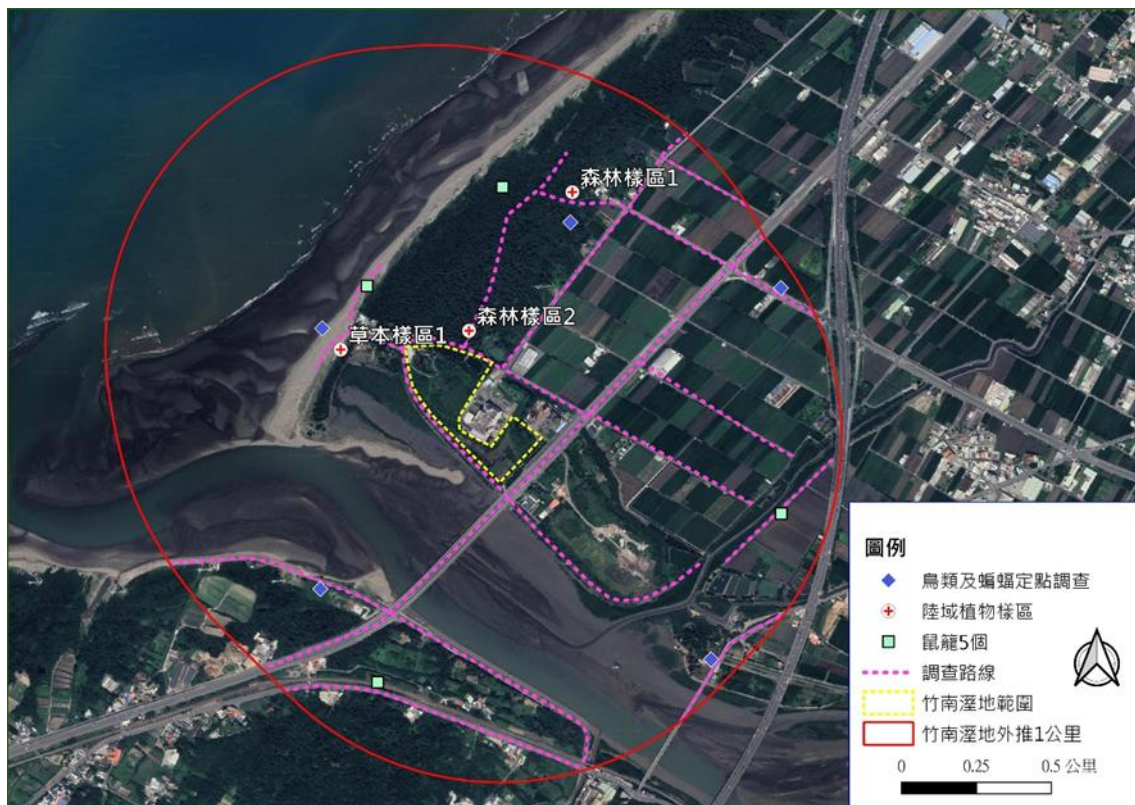 森林樣區1
森林樣區2
草本樣區1
圖例
鳥類及蝙蝠定點調查
陸域植物樣區
鼠籠5個
調查路線
竹南溼地範圍
竹南溼地外推1公里
0 0.25 0.5 公里